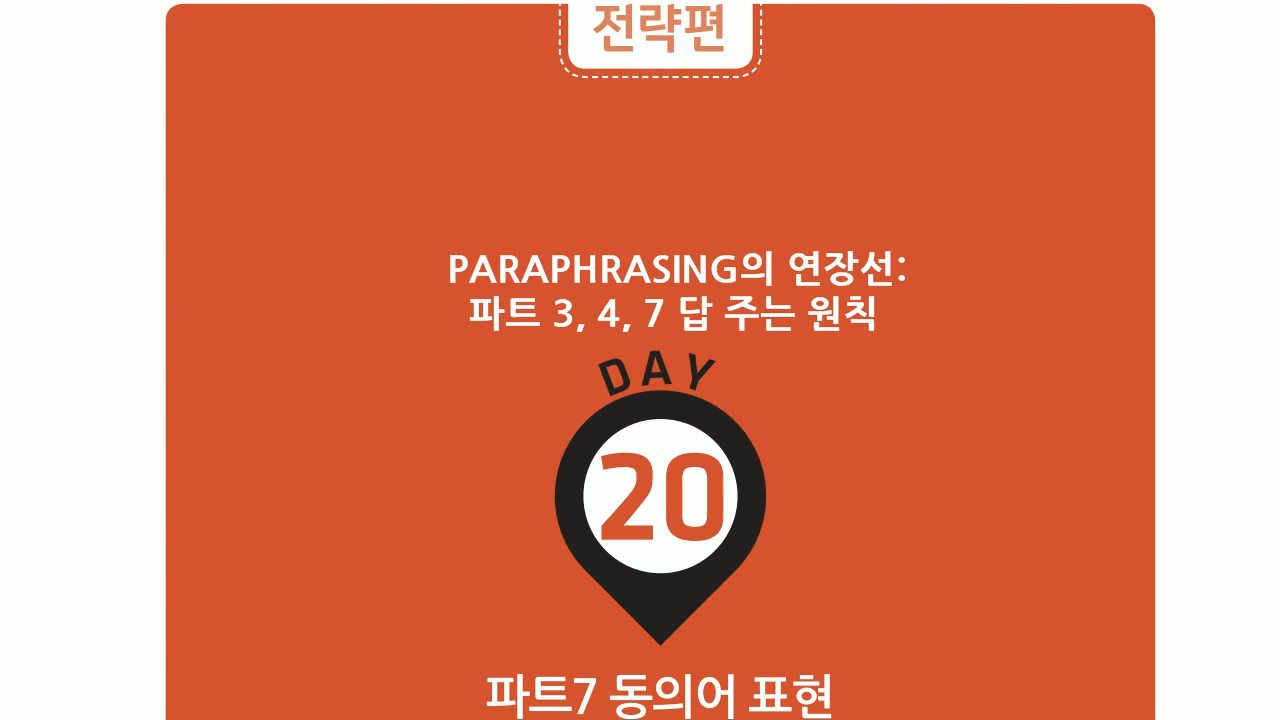 전략편
PARAPHRASING의 연장선:
파트 3, 4, 7 답 주는 원칙
DAY
20
파트7 동의어 표현